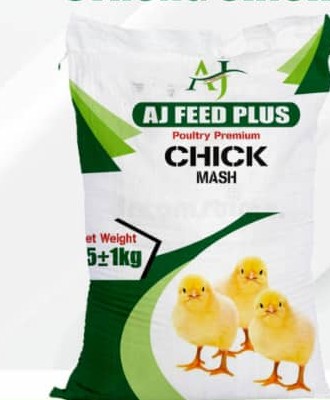 AJ
AJ FEED PLUS
Poultry Premium
CHICK
MASH
et Weight
5±1kg